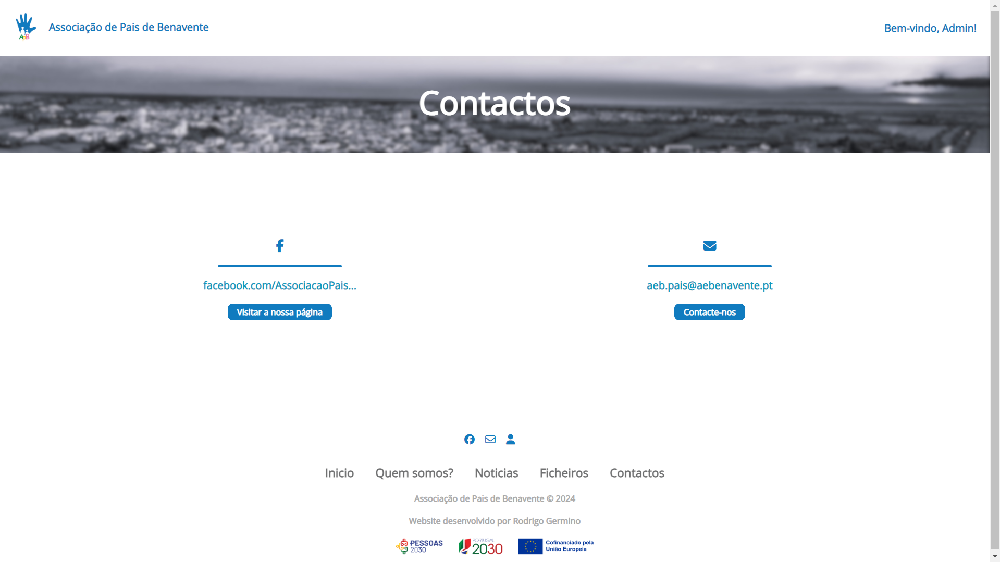 ApB
Associação de Pais de Benavente
Bem-vindo, Admin!
Contactos
facebook.com/AssociacaoPais...
Visitar a nossa página
aeb.pais@aebenavente.pt
Contacte-nos
Inicio Quem somos? Noticias Ficheiros Contactos
Associação de Pais de Benavente © 2024
Website desenvolvido por Rodrigo Germino
PESSOAS
2030
PORTUGAL
2030
Cofinanciado pela
União Europeia